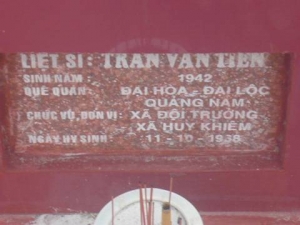 LIỆT SĨ : TRẦN VĂN TIẾN
SINH NĂM : 1942
QUÊ QUÁN : ĐẠI HÒA - ĐẠI LỘC
QUẢNG NAM
CHỨC VỤ, ĐƠN VỊ : XÃ ĐỘI TRƯỞNG
XÃ HUY KHIÊM
NGÀY HY SINH : 11 - 10 - 1968